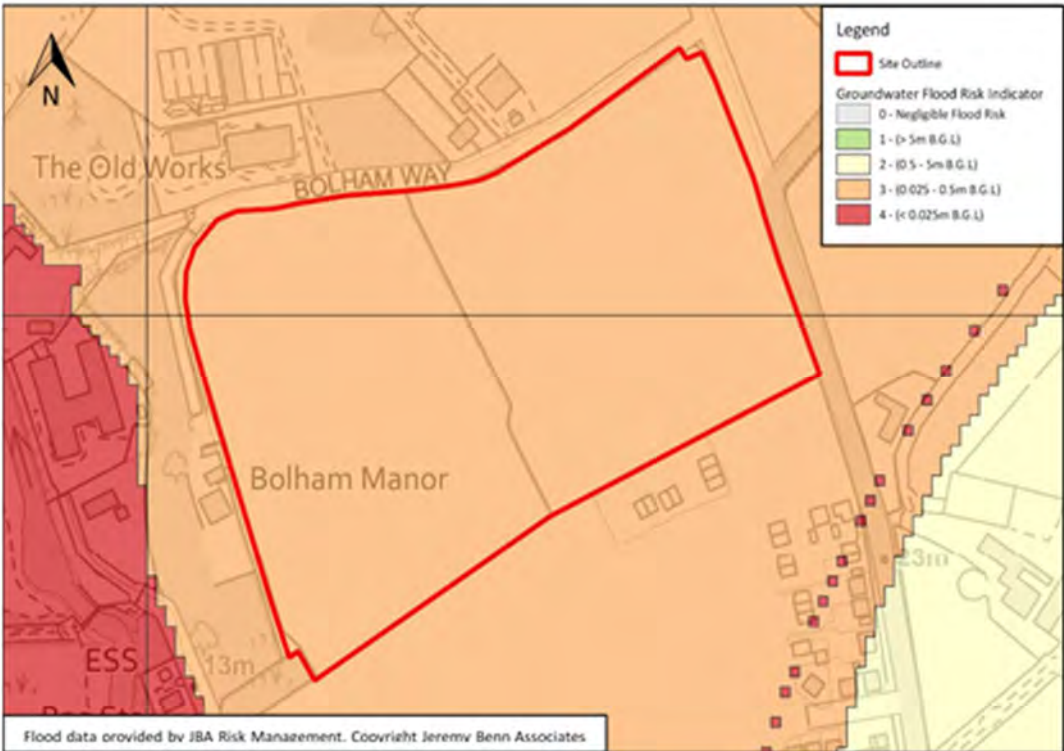 N
The Old Works
BOLHAM WAY
Bolham Manor
ESS
13m
23m
Legend
Site Outline
Groundwater Flood Risk Indicator
0 - Negligible Flood Risk
1 - (> 5m B.G.L)
2 - (0.5 - 5m B.G.L)
3 - (0.025 - 0.5m B.G.L)
4 - (< 0.025m B.G.L)
Flood data provided by JBA Risk Management. Copyright Jeremy Benn Associates